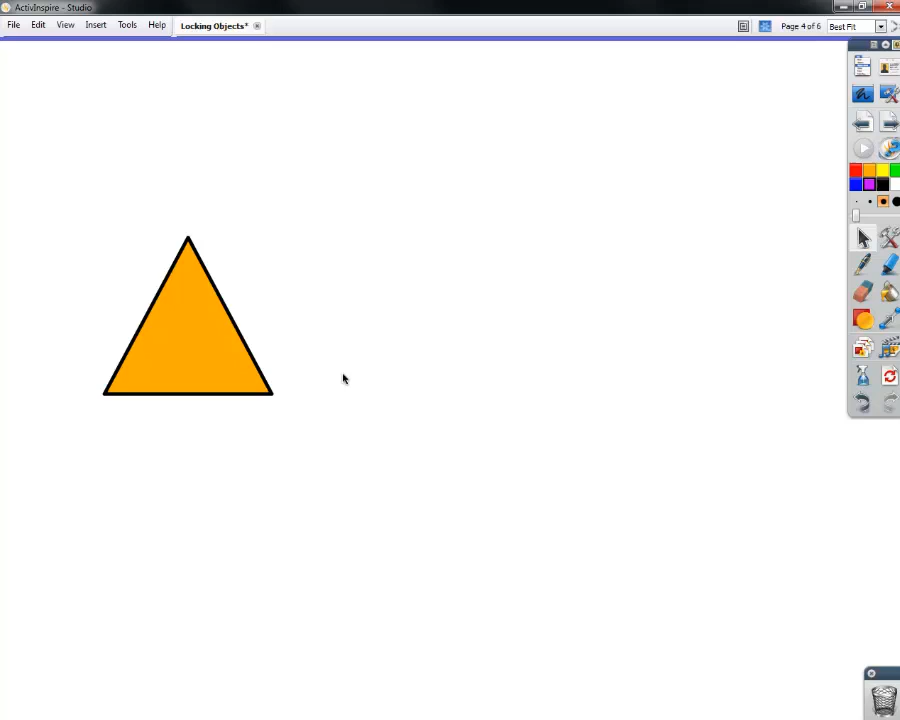 ActivInspire - Studio
File Edit View Insert Tools Help Locking Objects* Page 4 of 6 Best Fit